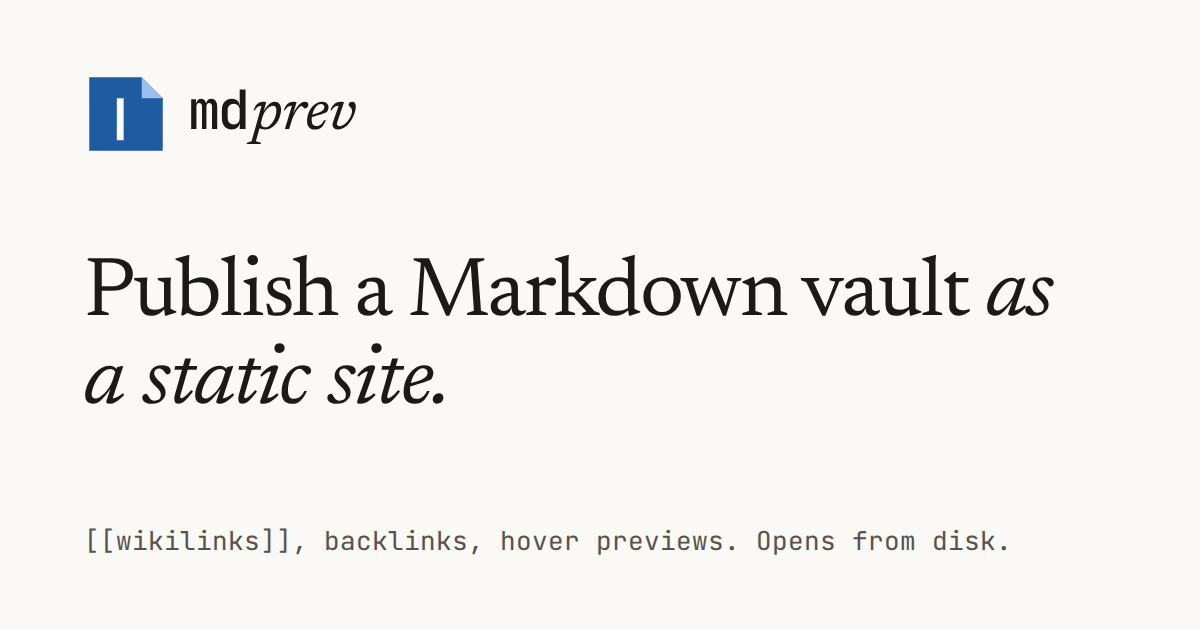 mdprev
Publish a Markdown vault as
a static site.
[[wikilinks]], backlinks, hover previews. Opens from disk.